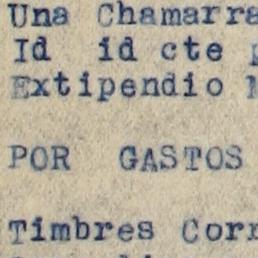 Una Chamarra
Id id cte
Extipendio
POR GASTOS
Timbres Corr